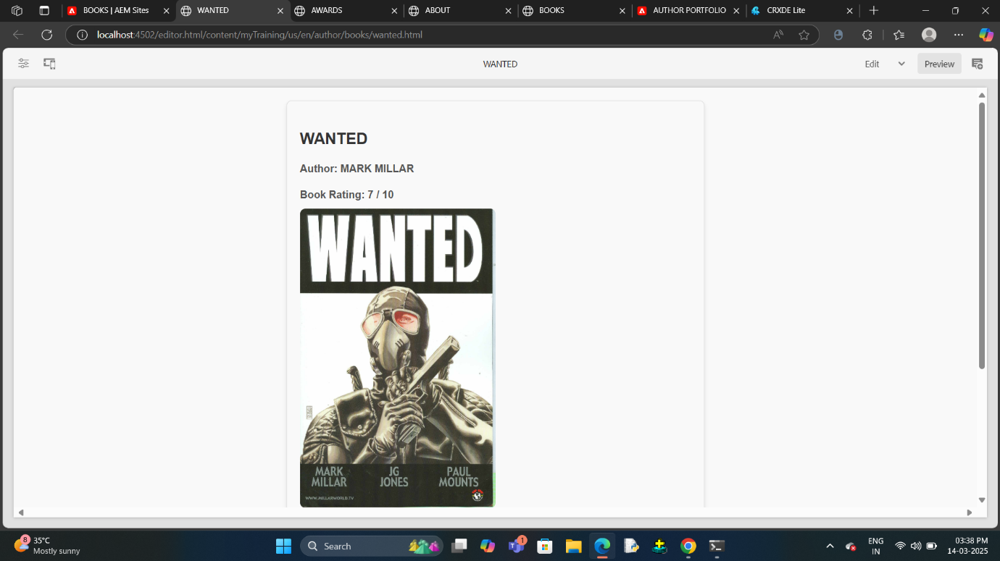 BOOKS | AEM Sites
WANTED
AWARDS
ABOUT
BOOKS
AUTHOR PORTFOLIO
CRXDE Lite
localhost:4502/editor.html/content/myTraining/us/en/author/books/wanted.html
WANTED
Edit
Preview
WANTED
Author: MARK MILLAR
Book Rating: 7 / 10
WANTED
MARK MILLAR
JG JONES
PAUL MOUNTS
WWW.MILLARWORLD.TV
8
35°C
Mostly sunny
Search
1
ENG
IN
03:38 PM
14-03-2025